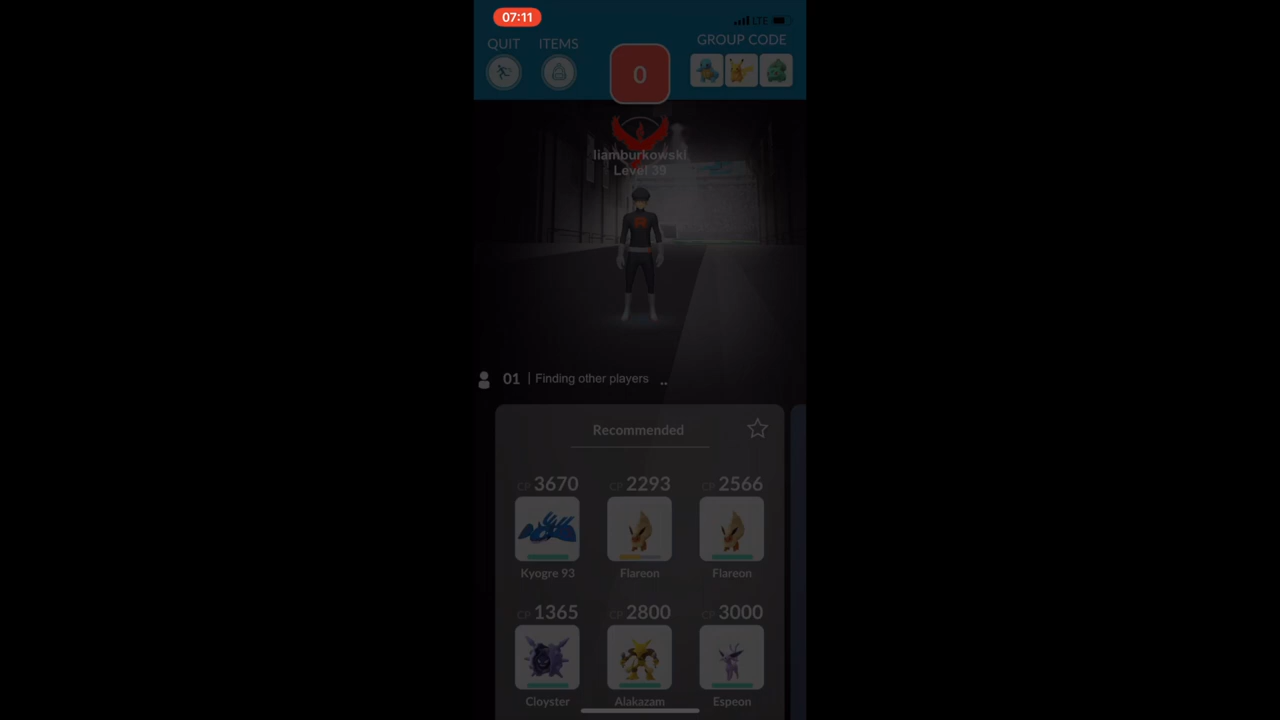 07:11
LTE
QUIT ITEMS
GROUP CODE
0
liamburkowski
Level 39
01 | Finding other players ..
Recommended
CP 3670 CP 2293 CP 2566
Kyogre 93 Flareon Flareon
CP 1365 CP 2800 CP 3000
Cloyster Alakazam Espeon